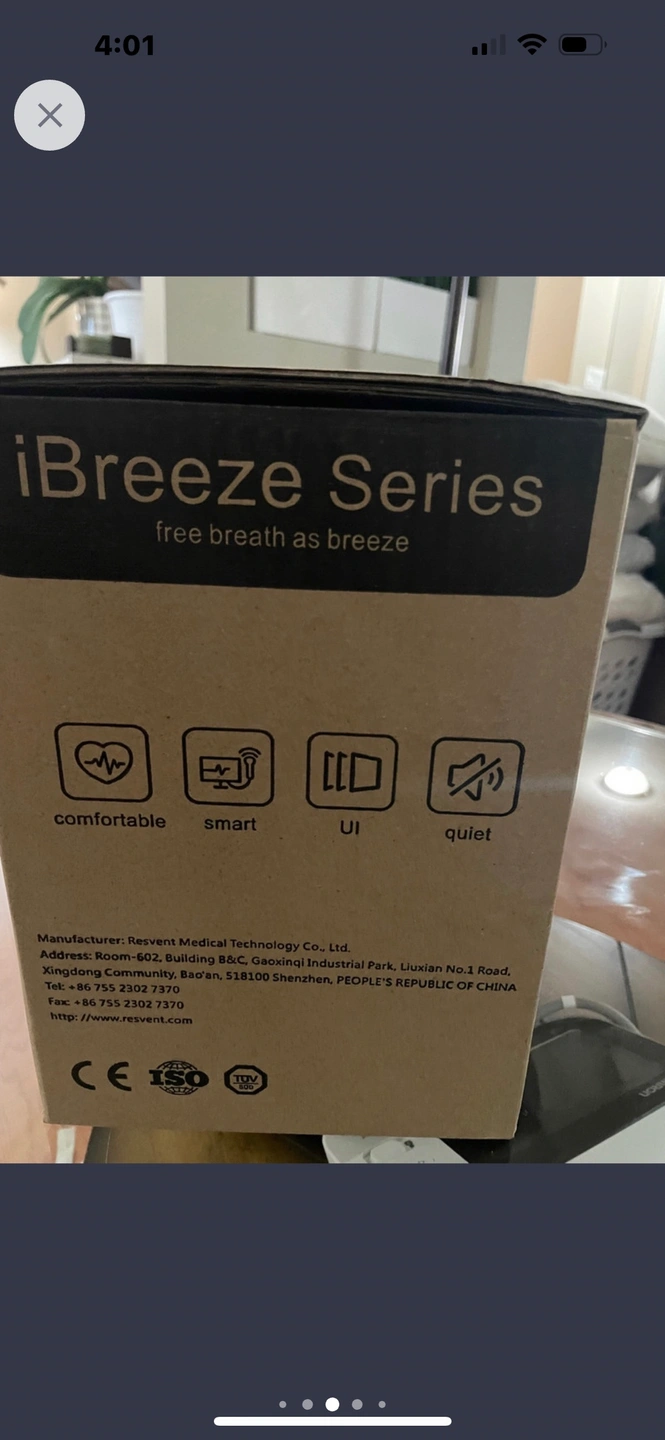 4:01
iBreeze Series
free breath as breeze
comfortable smart UI quiet
Manufacturer: Resvent Medical Technology Co., Ltd.
Address: Room-602, Building B&C, Gaoxinqi Industrial Park, Liuxian No.1 Road,
Xingdong Community, Bao'an, 518100 Shenzhen, PEOPLE'S REPUBLIC OF CHINA
Tel: +86 755 2302 7370
Fax: +86 755 2302 7370
http: //www.resvent.com
CE ISO TÜV